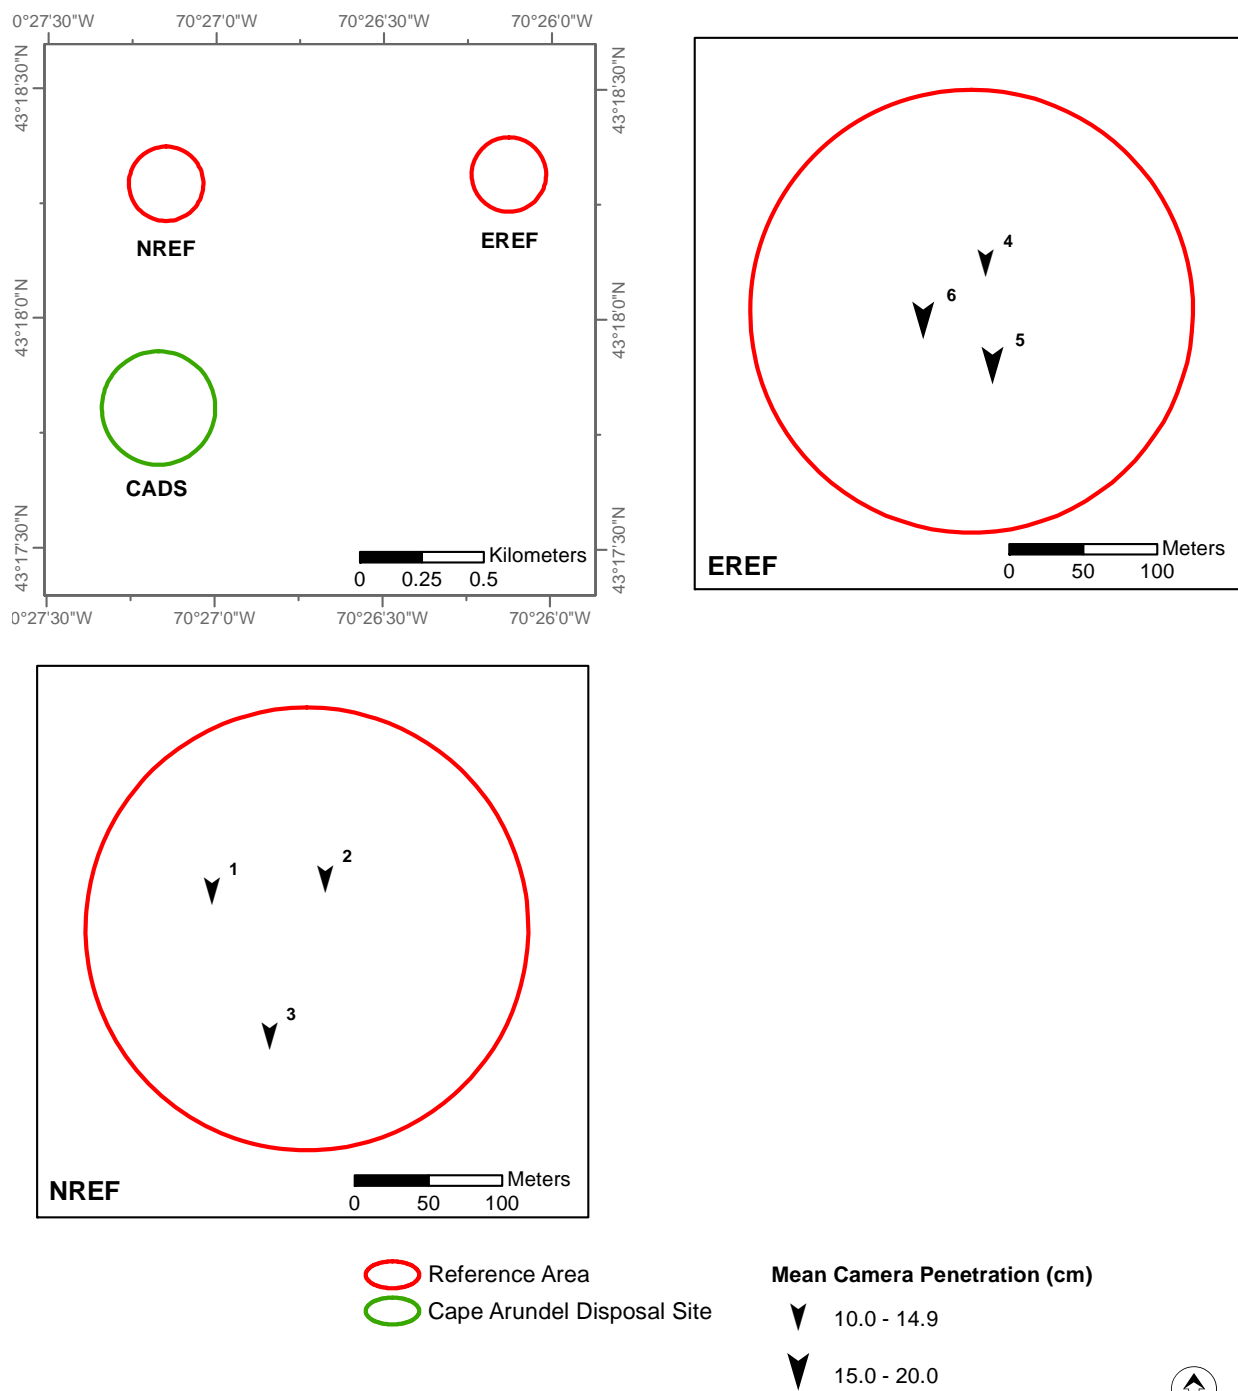 0°27'30"W 70°27'0"W 70°26'30"W 70°26'0"W
43°18'30"N
43°18'30"N
NREF
EREF
43°18'0"N
43°18'0"N
CADS
43°17'30"N
43°17'30"N
Kilometers
0 0.25 0.5
0°27'30"W 70°27'0"W 70°26'30"W 70°26'0"W
4
6
5
EREF
Meters
0 50 100
1
2
3
NREF
Meters
0 50 100
Reference Area
Cape Arundel Disposal Site
Mean Camera Penetration (cm)
10.0 - 14.9
15.0 - 20.0